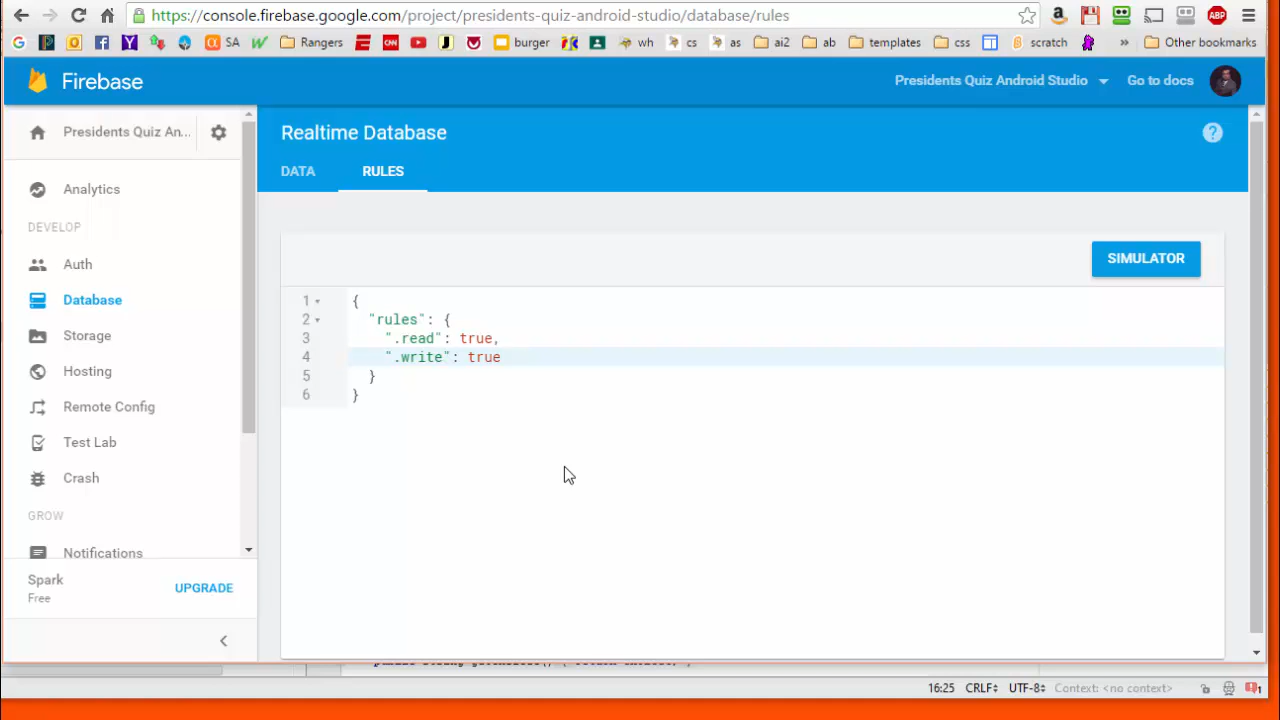 https://console.firebase.google.com/project/presidents-quiz-android-studio/database/rules
SA Rangers CNN burger wh cs as ai2 ab templates css scratch » Other bookmarks
Firebase Presidents Quiz Android Studio Go to docs
Presidents Quiz An...
Realtime Database
DATA RULES
Analytics
DEVELOP
Auth
Database
Storage
Hosting
Remote Config
Test Lab
Crash
GROW
Notifications
Spark
Free
UPGRADE
SIMULATOR
1 {
2 "rules": {
3 ".read": true,
4 ".write": true
5 }
6 }
16:25 CRLF UTF-8 Context: <no context>